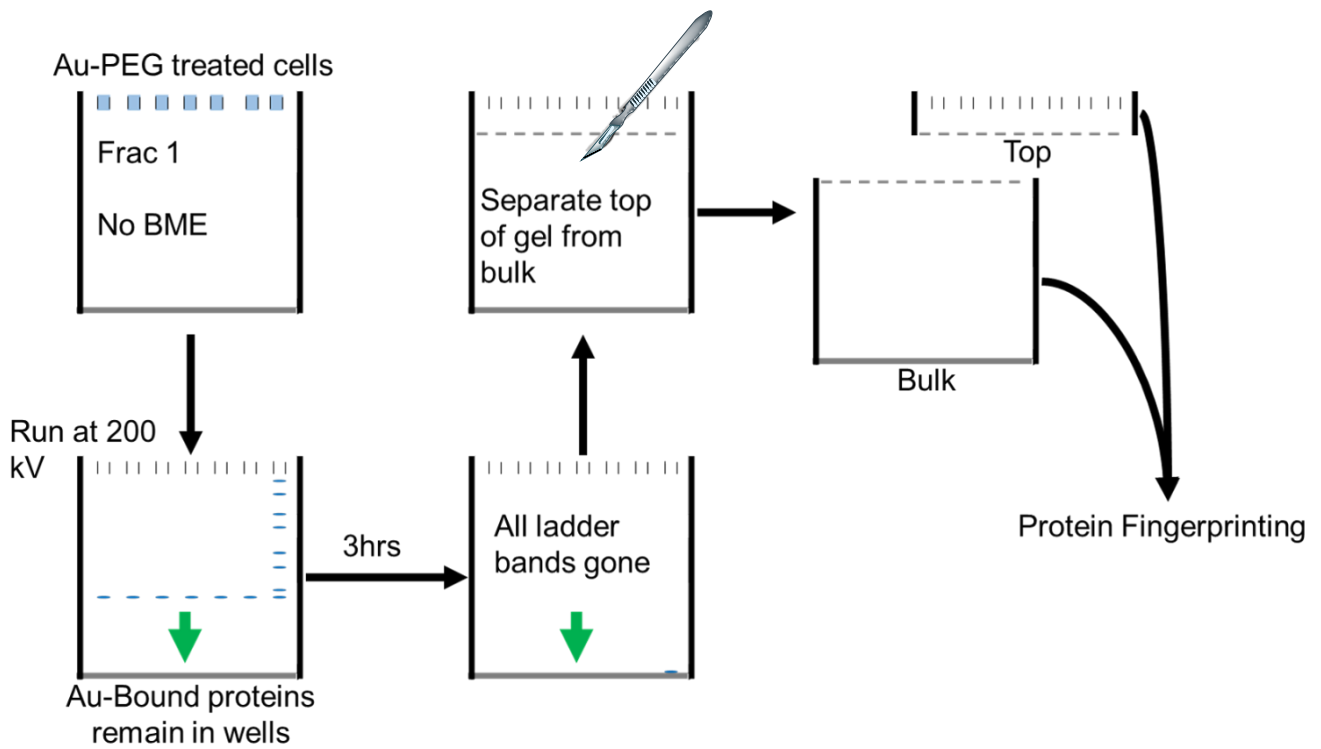 Au-PEG treated cells
Frac 1
No BME
Run at 200
kV
Au-Bound proteins
remain in wells
3hrs
All ladder
bands gone
Separate top
of gel from
bulk
Top
Bulk
Protein Fingerprinting